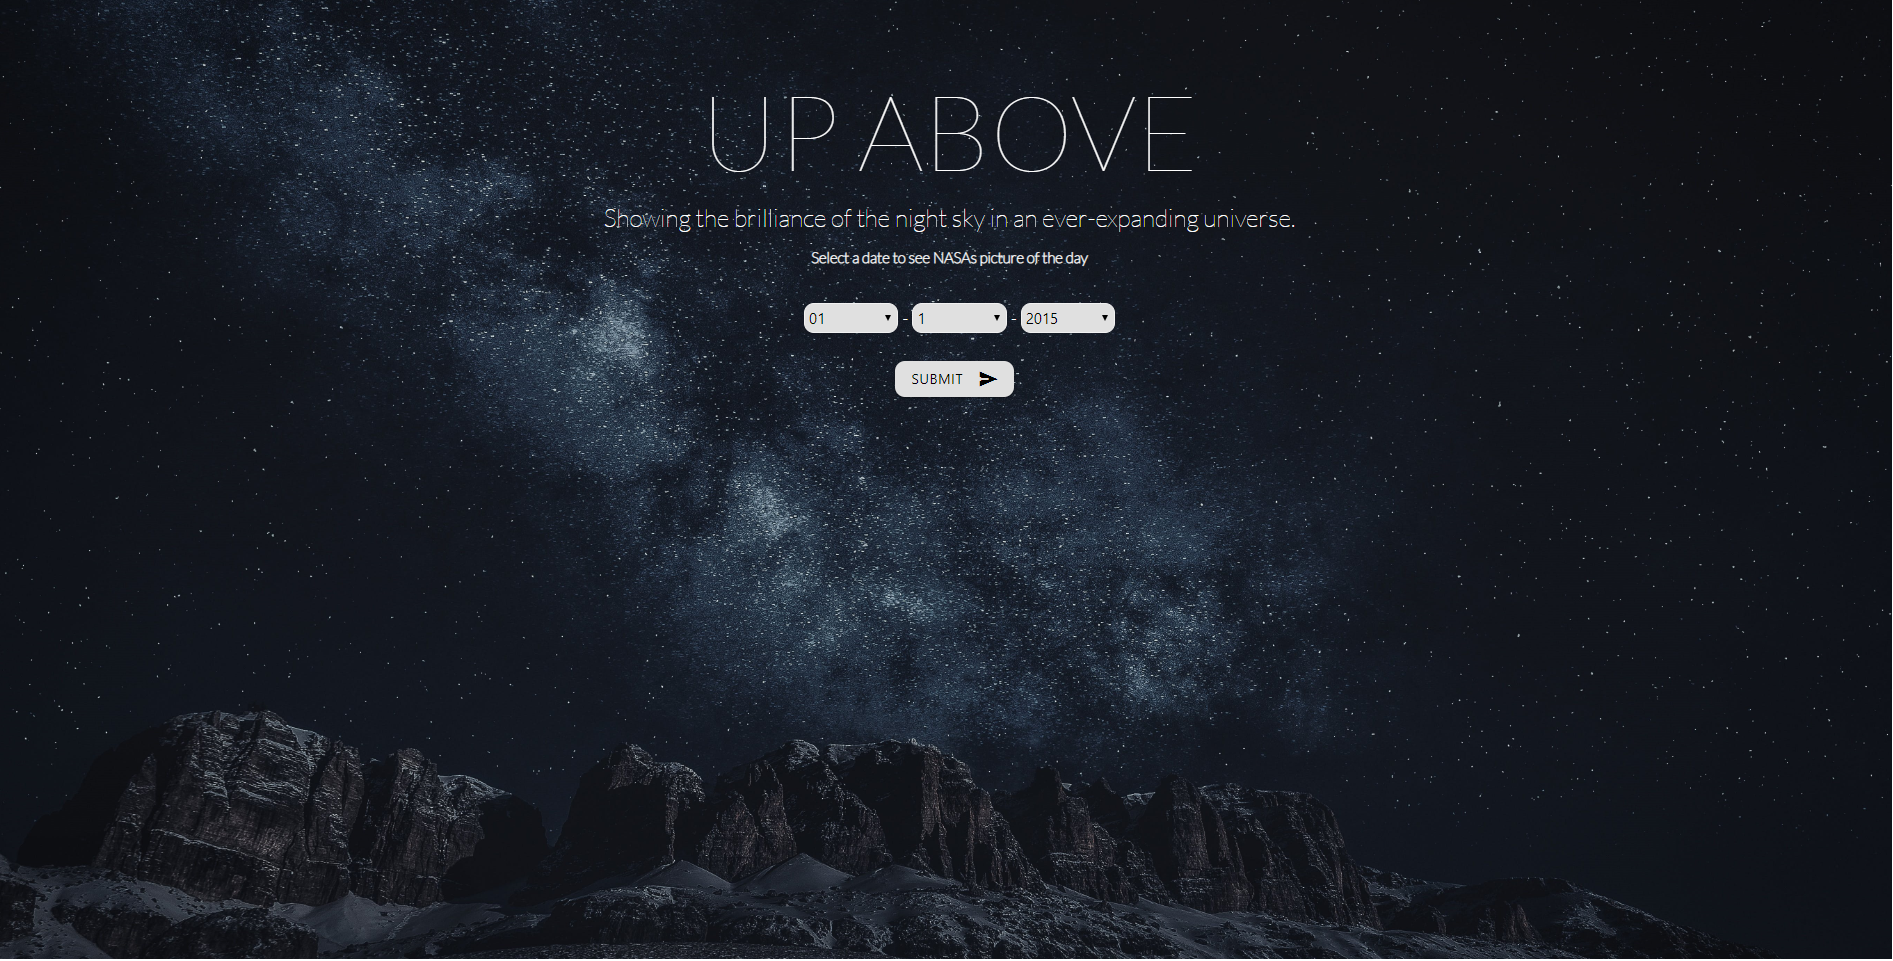 UP ABOVE
Showing the brilliance of the night sky in an ever-expanding universe.
Select a date to see NASAs picture of the day
01 - 1 - 2015
SUBMIT